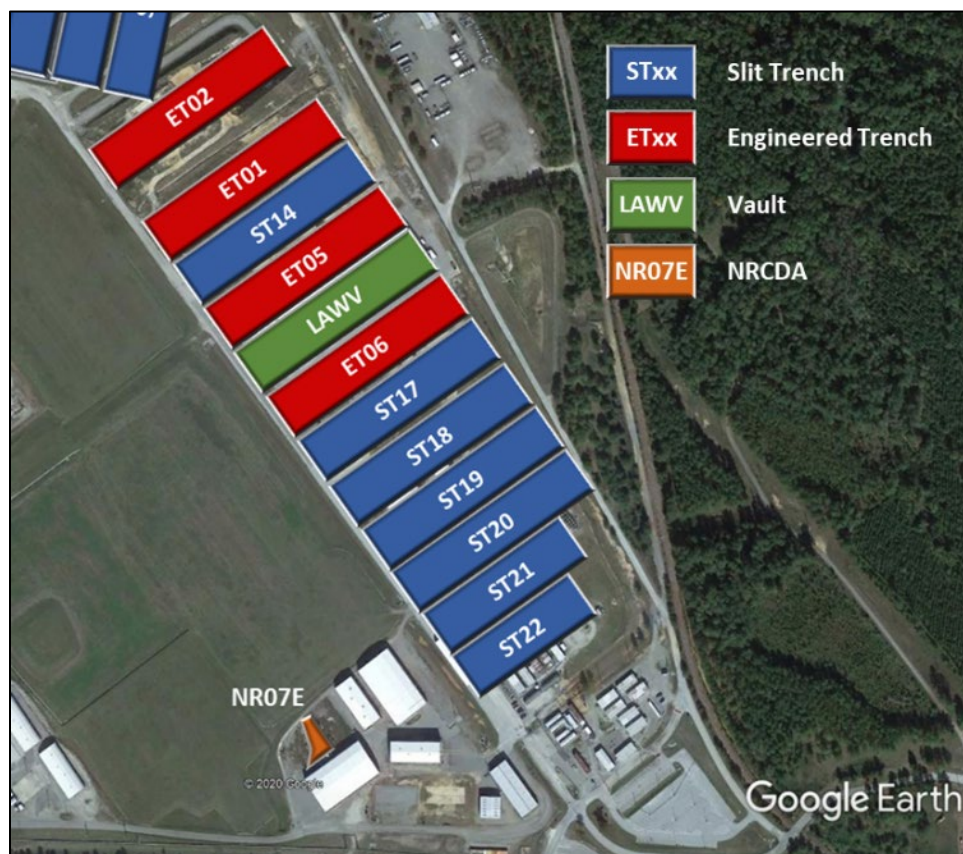 ET02
ET01
ST14
ET05
LAWV
ET06
ST17
ST18
ST19
ST20
ST21
ST22
NR07E
STxx Slit Trench
ETxx Engineered Trench
LAWV Vault
NR07E NRCDA
© 2020 Google
Google Earth